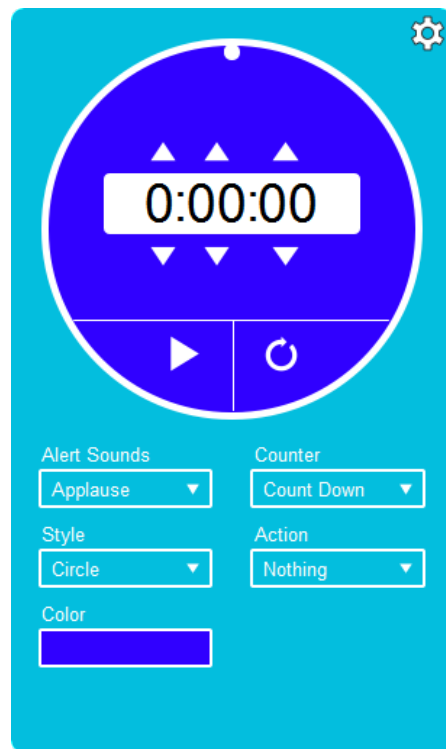 0:00:00
Alert Sounds
Counter
Applause
Count Down
Style
Action
Circle
Nothing
Color